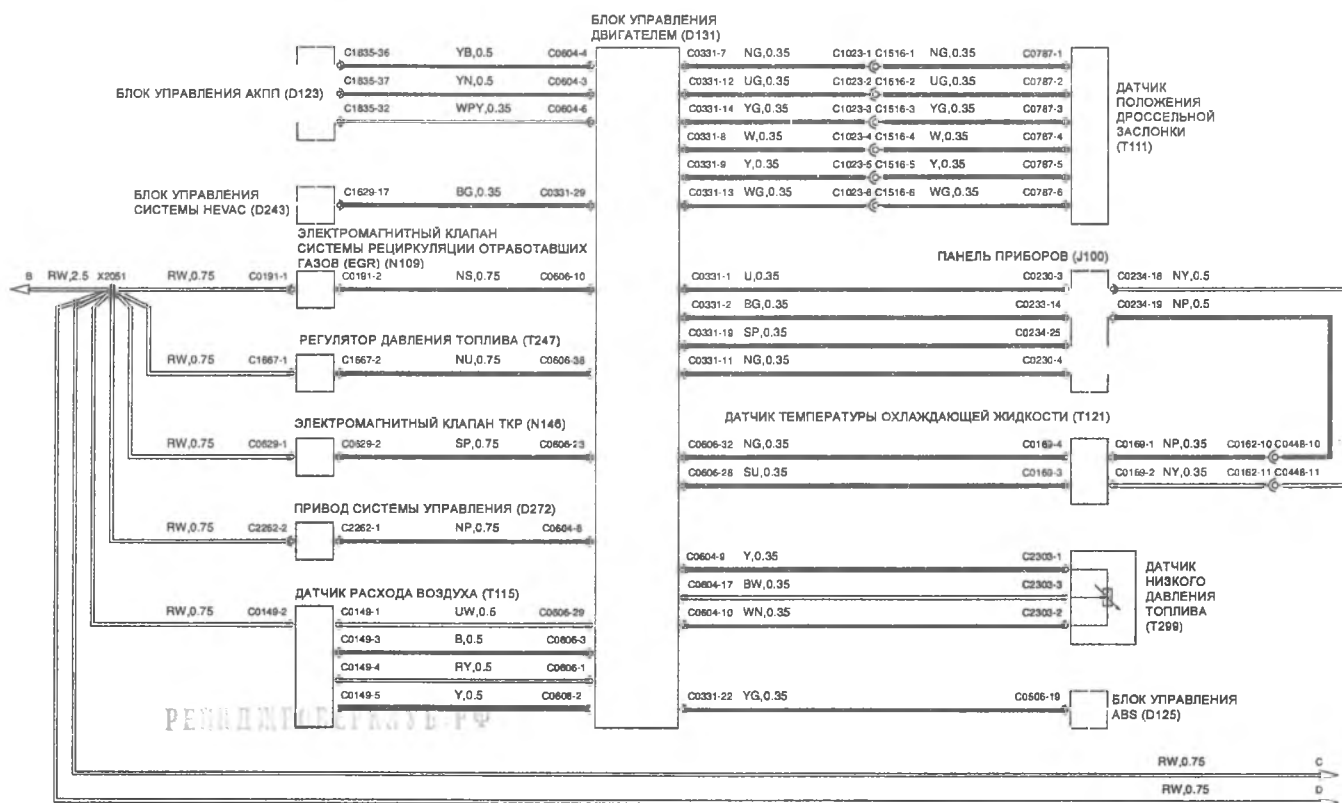 БЛОК УПРАВЛЕНИЯ
ДВИГАТЕЛЕМ (D131)
C1835-36 YB,0.5 C0604-4
C1835-37 YN,0.5 C0604-3
C1835-32 WPY,0.35 C0604-6
БЛОК УПРАВЛЕНИЯ АКПП (D123)
C0331-7 NG,0.35 C1023-1 C1516-1 NG,0.35 C0787-1
C0331-12 UG,0.35 C1023-2 C1516-2 UG,0.35 C0787-2
C0331-14 YG,0.35 C1023-3 C1516-3 YG,0.35 C0787-3
C0331-8 W,0.35 C1023-4 C1516-4 W,0.35 C0787-4
C0331-9 Y,0.35 C1023-5 C1516-5 Y,0.35 C0787-5
C0331-13 WG,0.35 C1023-6 C1516-6 WG,0.35 C0787-6
ДАТЧИК
ПОЛОЖЕНИЯ
ДРОССЕЛЬНОЙ
ЗАСЛОНКИ
(T111)
БЛОК УПРАВЛЕНИЯ
СИСТЕМЫ HEVAC (D243)
C1629-17 BG,0.35 C0331-29
ЭЛЕКТРОМАГНИТНЫЙ КЛАПАН
СИСТЕМЫ РЕЦИРКУЛЯЦИИ ОТРАБОТАВШИХ
ГАЗОВ (EGR) (N109)
B RW,2.5 X2051 RW,0.75 C0191-1 C0191-2 NS,0.75 C0606-10
ПАНЕЛЬ ПРИБОРОВ (J100)
C0331-1 U,0.35 C0230-3 C0234-18 NY,0.5
C0331-2 BG,0.35 C0233-14 C0234-19 NP,0.5
C0331-19 SP,0.35 C0234-25
C0331-11 NG,0.35 C0230-4
РЕГУЛЯТОР ДАВЛЕНИЯ ТОПЛИВА (T247)
RW,0.75 C1667-1 C1667-2 NU,0.75 C0606-38
ЭЛЕКТРОМАГНИТНЫЙ КЛАПАН ТКР (N146)
RW,0.75 C0629-1 C0629-2 SP,0.75 C0606-23
ДАТЧИК ТЕМПЕРАТУРЫ ОХЛАЖДАЮЩЕЙ ЖИДКОСТИ (T121)
C0606-32 NG,0.35 C0169-4 C0169-1 NP,0.35 C0162-10 C0448-10
C0606-28 SU,0.35 C0169-3 C0169-2 NY,0.35 C0162-11 C0448-11
ПРИВОД СИСТЕМЫ УПРАВЛЕНИЯ (D272)
RW,0.75 C2262-2 C2262-1 NP,0.75 C0604-8
C0604-9 Y,0.35 C2303-1
C0604-17 BW,0.35 C2303-3
C0604-10 WN,0.35 C2303-2
ДАТЧИК
НИЗКОГО
ДАВЛЕНИЯ
ТОПЛИВА
(T299)
ДАТЧИК РАСХОДА ВОЗДУХА (T115)
RW,0.75 C0149-2 C0149-1 UW,0.5 C0606-29
C0149-3 B,0.5 C0606-3
C0149-4 RY,0.5 C0606-1
C0149-5 Y,0.5 C0606-2
C0331-22 YG,0.35 C0506-19
БЛОК УПРАВЛЕНИЯ
ABS (D125)
РЕНДЖРОВЕРКЛУБ.РФ
RW,0.75 C
RW,0.75 D